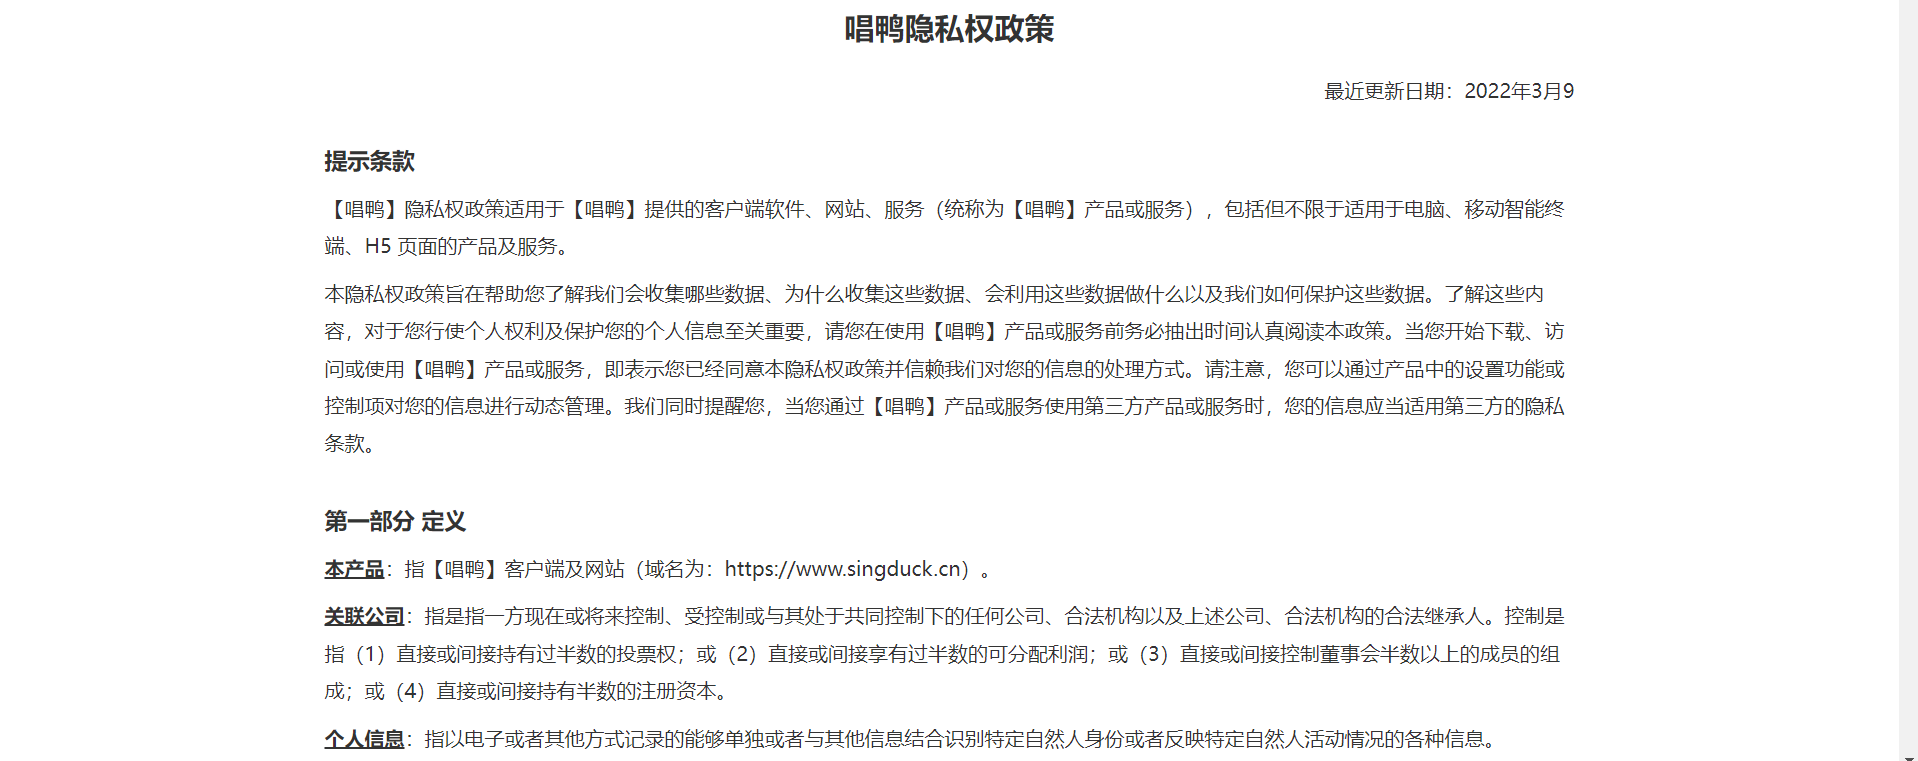 唱鸭隐私权政策
最近更新日期：2022年3月9
提示条款
【唱鸭】隐私权政策适用于【唱鸭】提供的客户端软件、网站、服务（统称为【唱鸭】产品或服务），包括但不限于适用于电脑、移动智能终
端、H5 页面的产品及服务。
本隐私权政策旨在帮助您了解我们会收集哪些数据、为什么收集这些数据、会利用这些数据做什么以及我们如何保护这些数据。了解这些内
容，对于您行使个人权利及保护您的个人信息至关重要，请您在使用【唱鸭】产品或服务前务必抽出时间认真阅读本政策。当您开始下载、访
问或使用【唱鸭】产品或服务，即表示您已经同意本隐私权政策并信赖我们对您的信息的处理方式。请注意，您可以通过产品中的设置功能或
控制项对您的信息进行动态管理。我们同时提醒您，当您通过【唱鸭】产品或服务使用第三方产品或服务时，您的信息应当适用第三方的隐私
条款。
第一部分 定义
本产品：指【唱鸭】客户端及网站（域名为：https://www.singduck.cn）。
关联公司：指是指一方现在或将来控制、受控制或与其处于共同控制下的任何公司、合法机构以及上述公司、合法机构的合法继承人。控制是
指（1）直接或间接持有过半数的投票权；或（2）直接或间接享有过半数的可分配利润；或（3）直接或间接控制董事会半数以上的成员的组
成；或（4）直接或间接持有半数的注册资本。
个人信息：指以电子或者其他方式记录的能够单独或者与其他信息结合识别特定自然人身份或者反映特定自然人活动情况的各种信息。